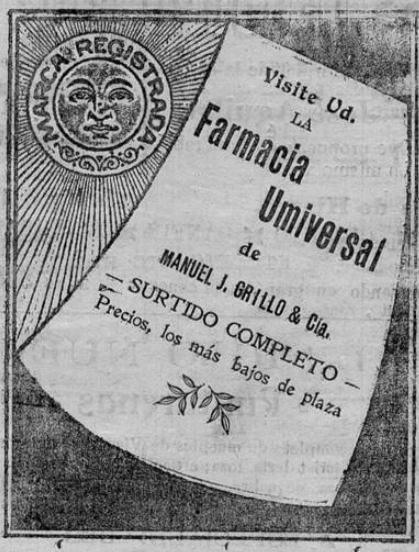 MARCA REGISTRADA
Visite Ud.
LA
Farmacia
Umiversal
de
MANUEL J. GRILLO & Cia.
— SURTIDO COMPLETO —
Precios, los más bajos de plaza